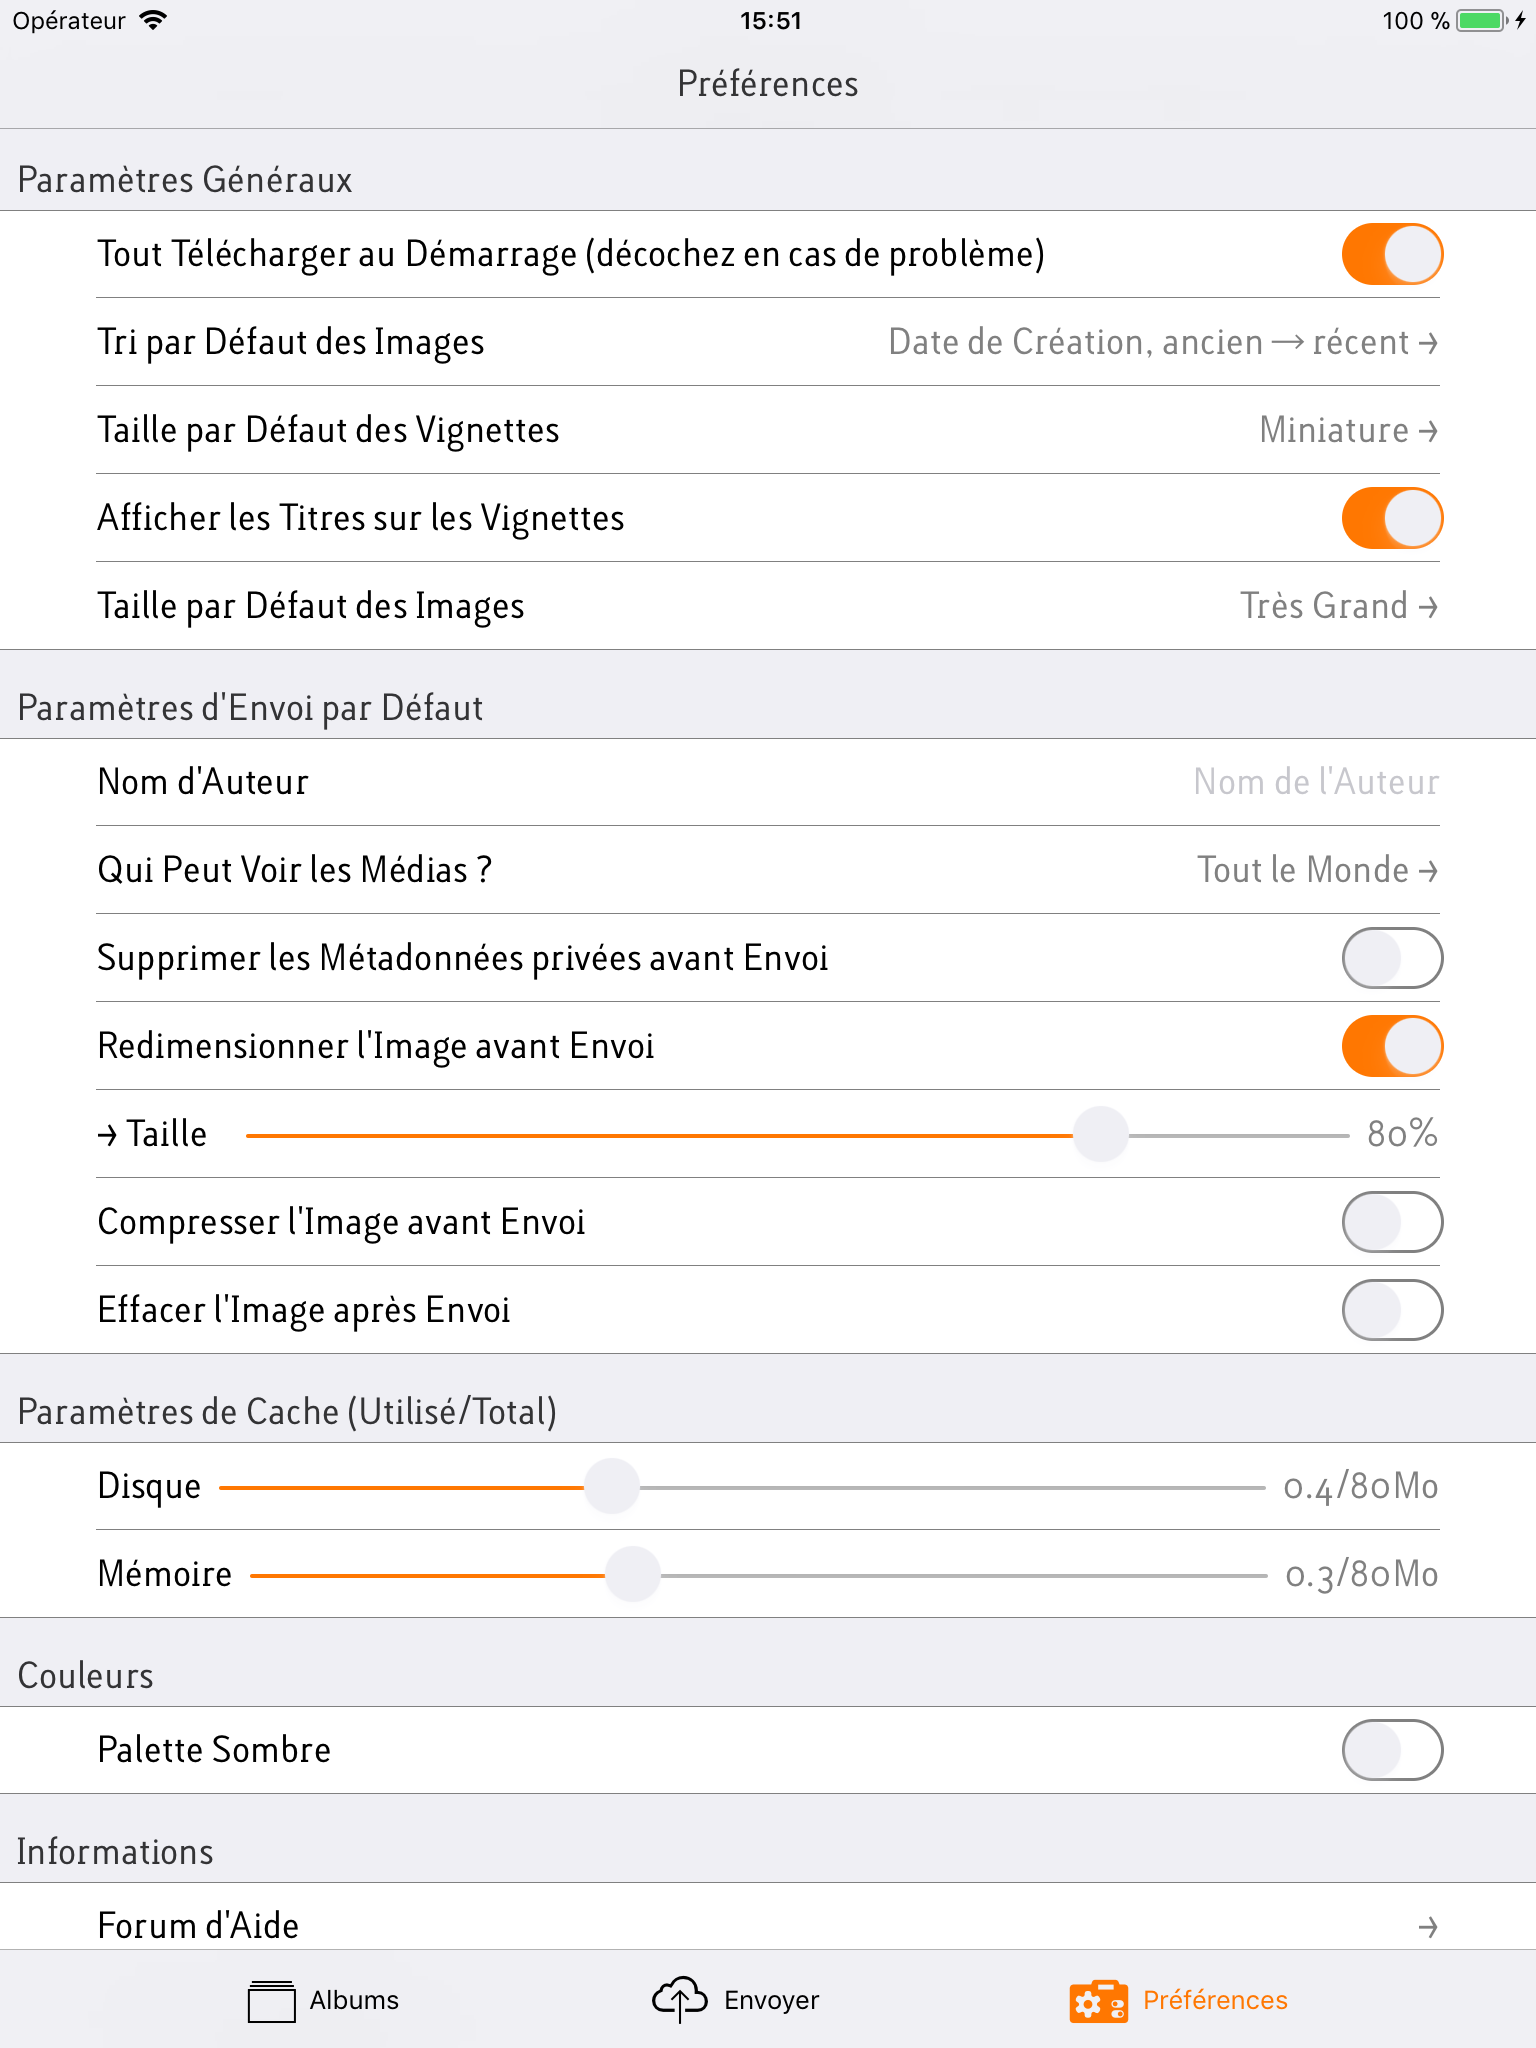 Opérateur 15:51 100 %
Préférences
Paramètres Généraux
Tout Télécharger au Démarrage (décochez en cas de problème)
Tri par Défaut des Images Date de Création, ancien → récent →
Taille par Défaut des Vignettes Miniature →
Afficher les Titres sur les Vignettes
Taille par Défaut des Images Très Grand →
Paramètres d'Envoi par Défaut
Nom d'Auteur Nom de l'Auteur
Qui Peut Voir les Médias ? Tout le Monde →
Supprimer les Métadonnées privées avant Envoi
Redimensionner l'Image avant Envoi
→ Taille 80%
Compresser l'Image avant Envoi
Effacer l'Image après Envoi
Paramètres de Cache (Utilisé/Total)
Disque 0.4/80Mo
Mémoire 0.3/80Mo
Couleurs
Palette Sombre
Informations
Forum d'Aide →
Albums Envoyer Préférences